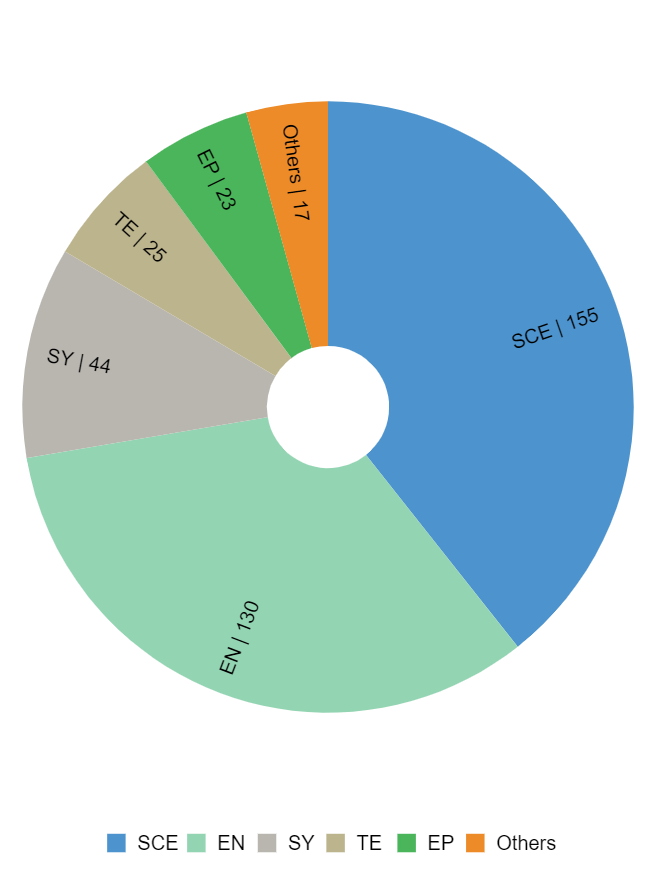 Others | 17
EP | 23
TE | 25
SCE | 155
SY | 44
EN | 130
SCE EN SY TE EP Others